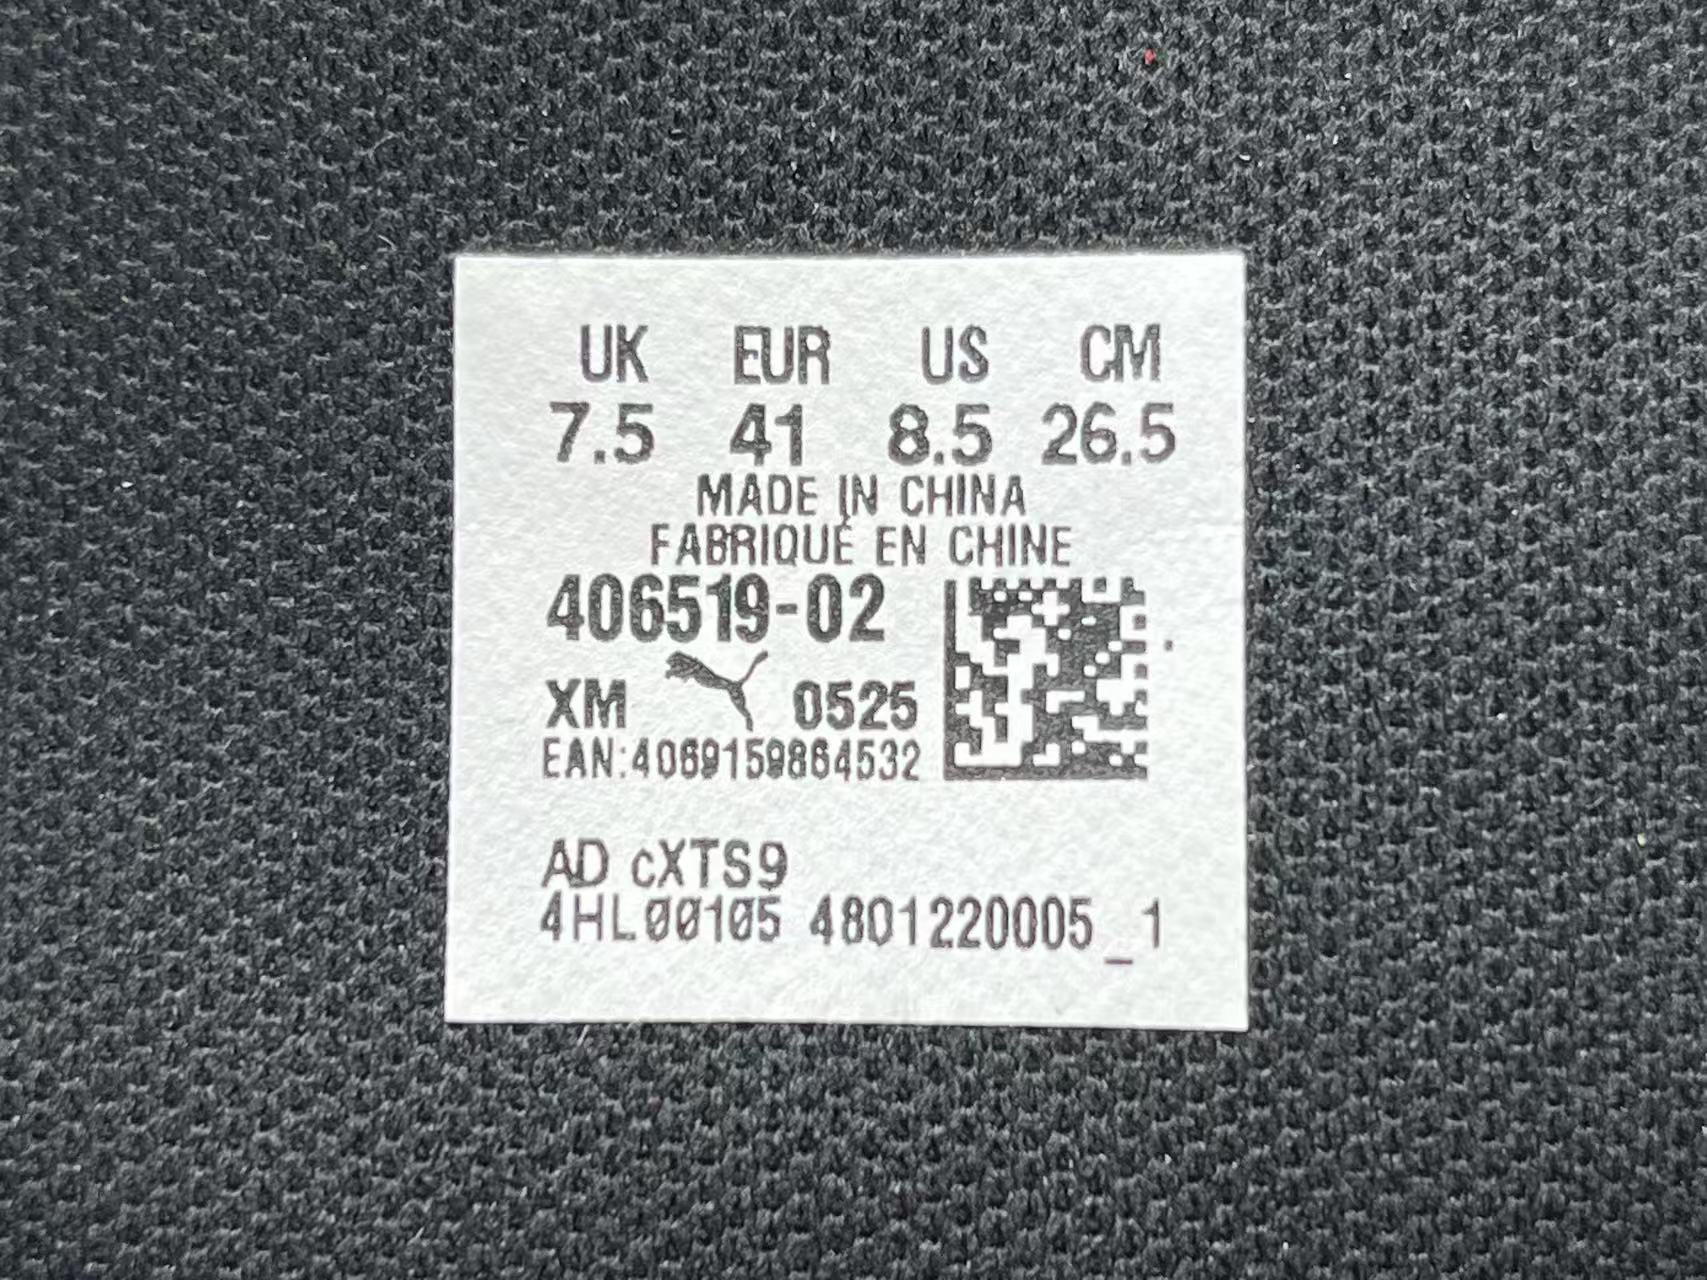 UK EUR US CM
7.5 41 8.5 26.5
MADE IN CHINA
FABRIQUÉ EN CHINE
406519-02
XM 0525
EAN:4069159864532
AD cXTS9
4HL00105 4801220005_1